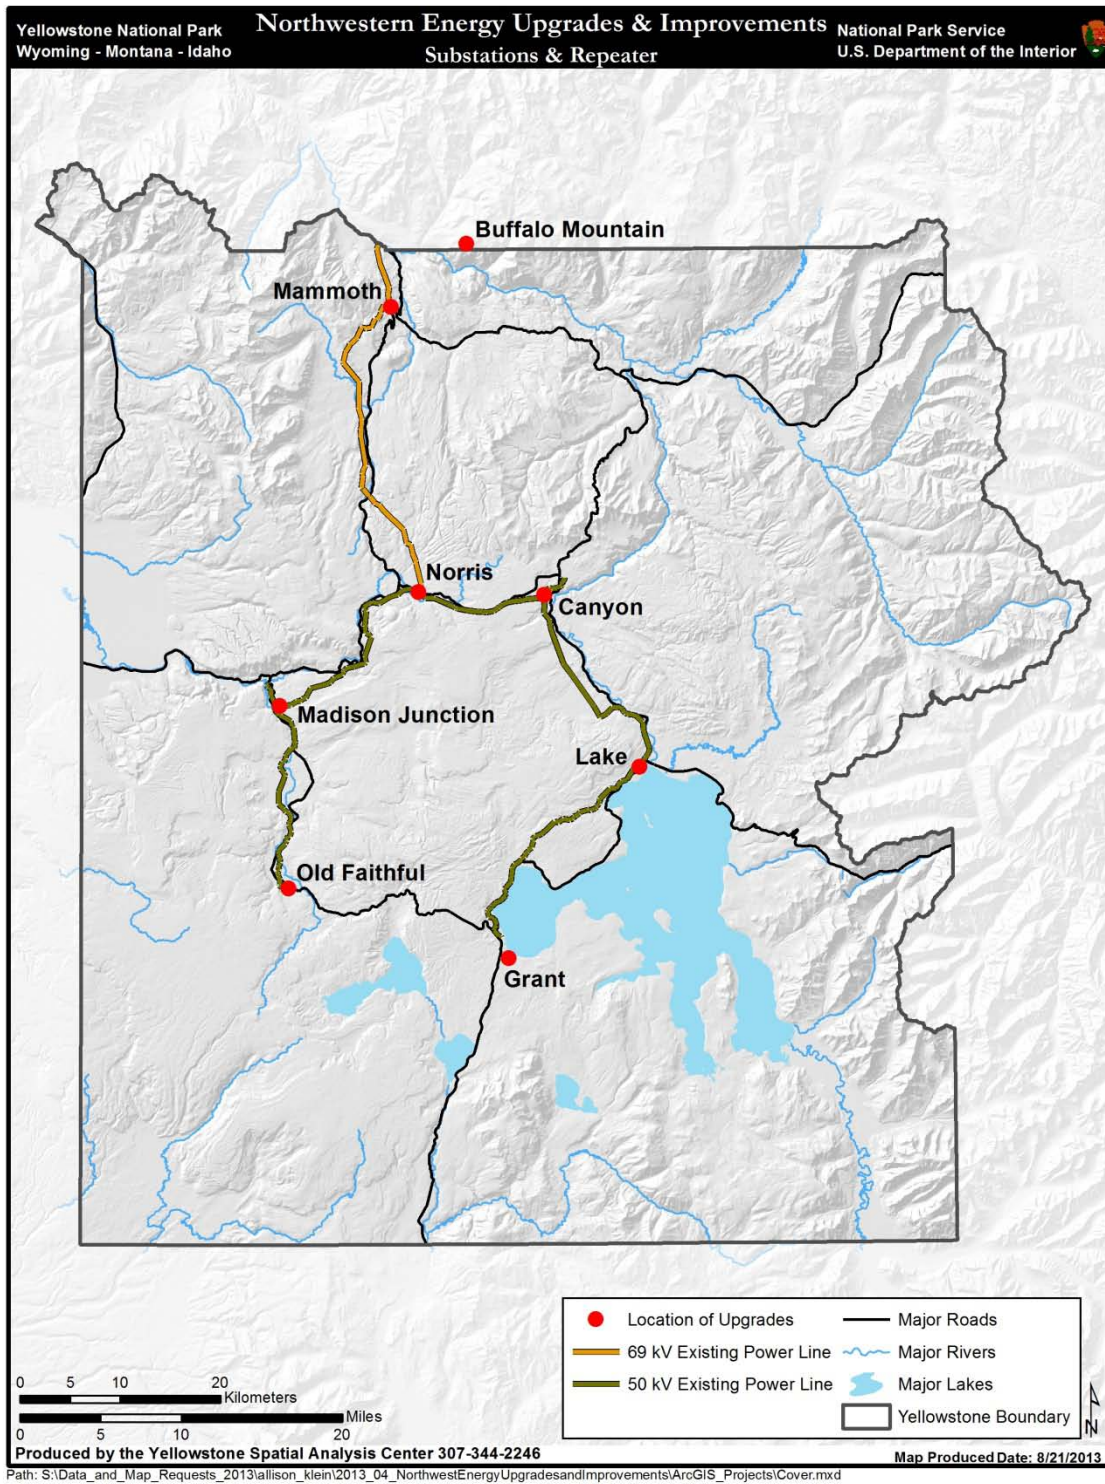 Yellowstone National Park
Wyoming - Montana - Idaho
Northwestern Energy Upgrades & Improvements
Substations & Repeater
National Park Service
U.S. Department of the Interior
Buffalo Mountain
Mammoth
Norris
Canyon
Madison Junction
Lake
Old Faithful
Grant
Location of Upgrades
69 kV Existing Power Line
50 kV Existing Power Line
Major Roads
Major Rivers
Major Lakes
Yellowstone Boundary
0 5 10 20
Kilometers
Miles
0 5 10 20
N
Produced by the Yellowstone Spatial Analysis Center 307-344-2246
Map Produced Date: 8/21/2013
Path: S:\Data_and_Map_Requests_2013\allison_klein\2013_04_NorthwestEnergyUpgradesandImprovements\ArcGIS_Projects\Cover.mxd